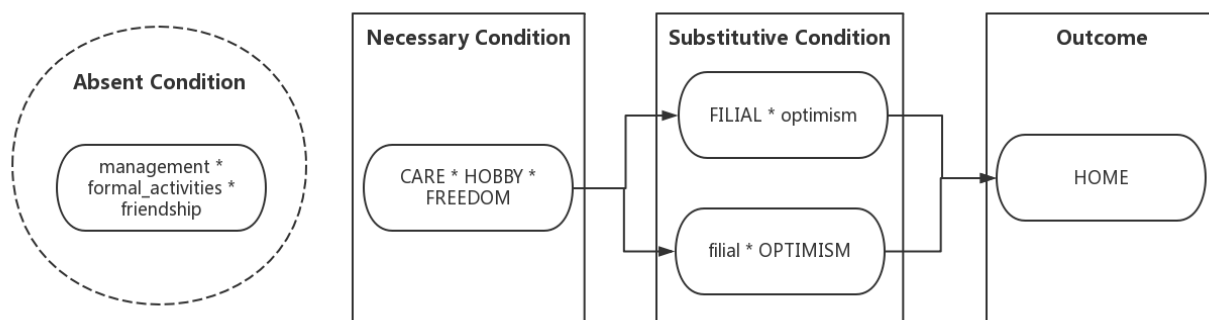 Absent Condition
management *
formal_activities *
friendship
Necessary Condition
CARE * HOBBY *
FREEDOM
Substitutive Condition
FILIAL * optimism
filial * OPTIMISM
Outcome
HOME